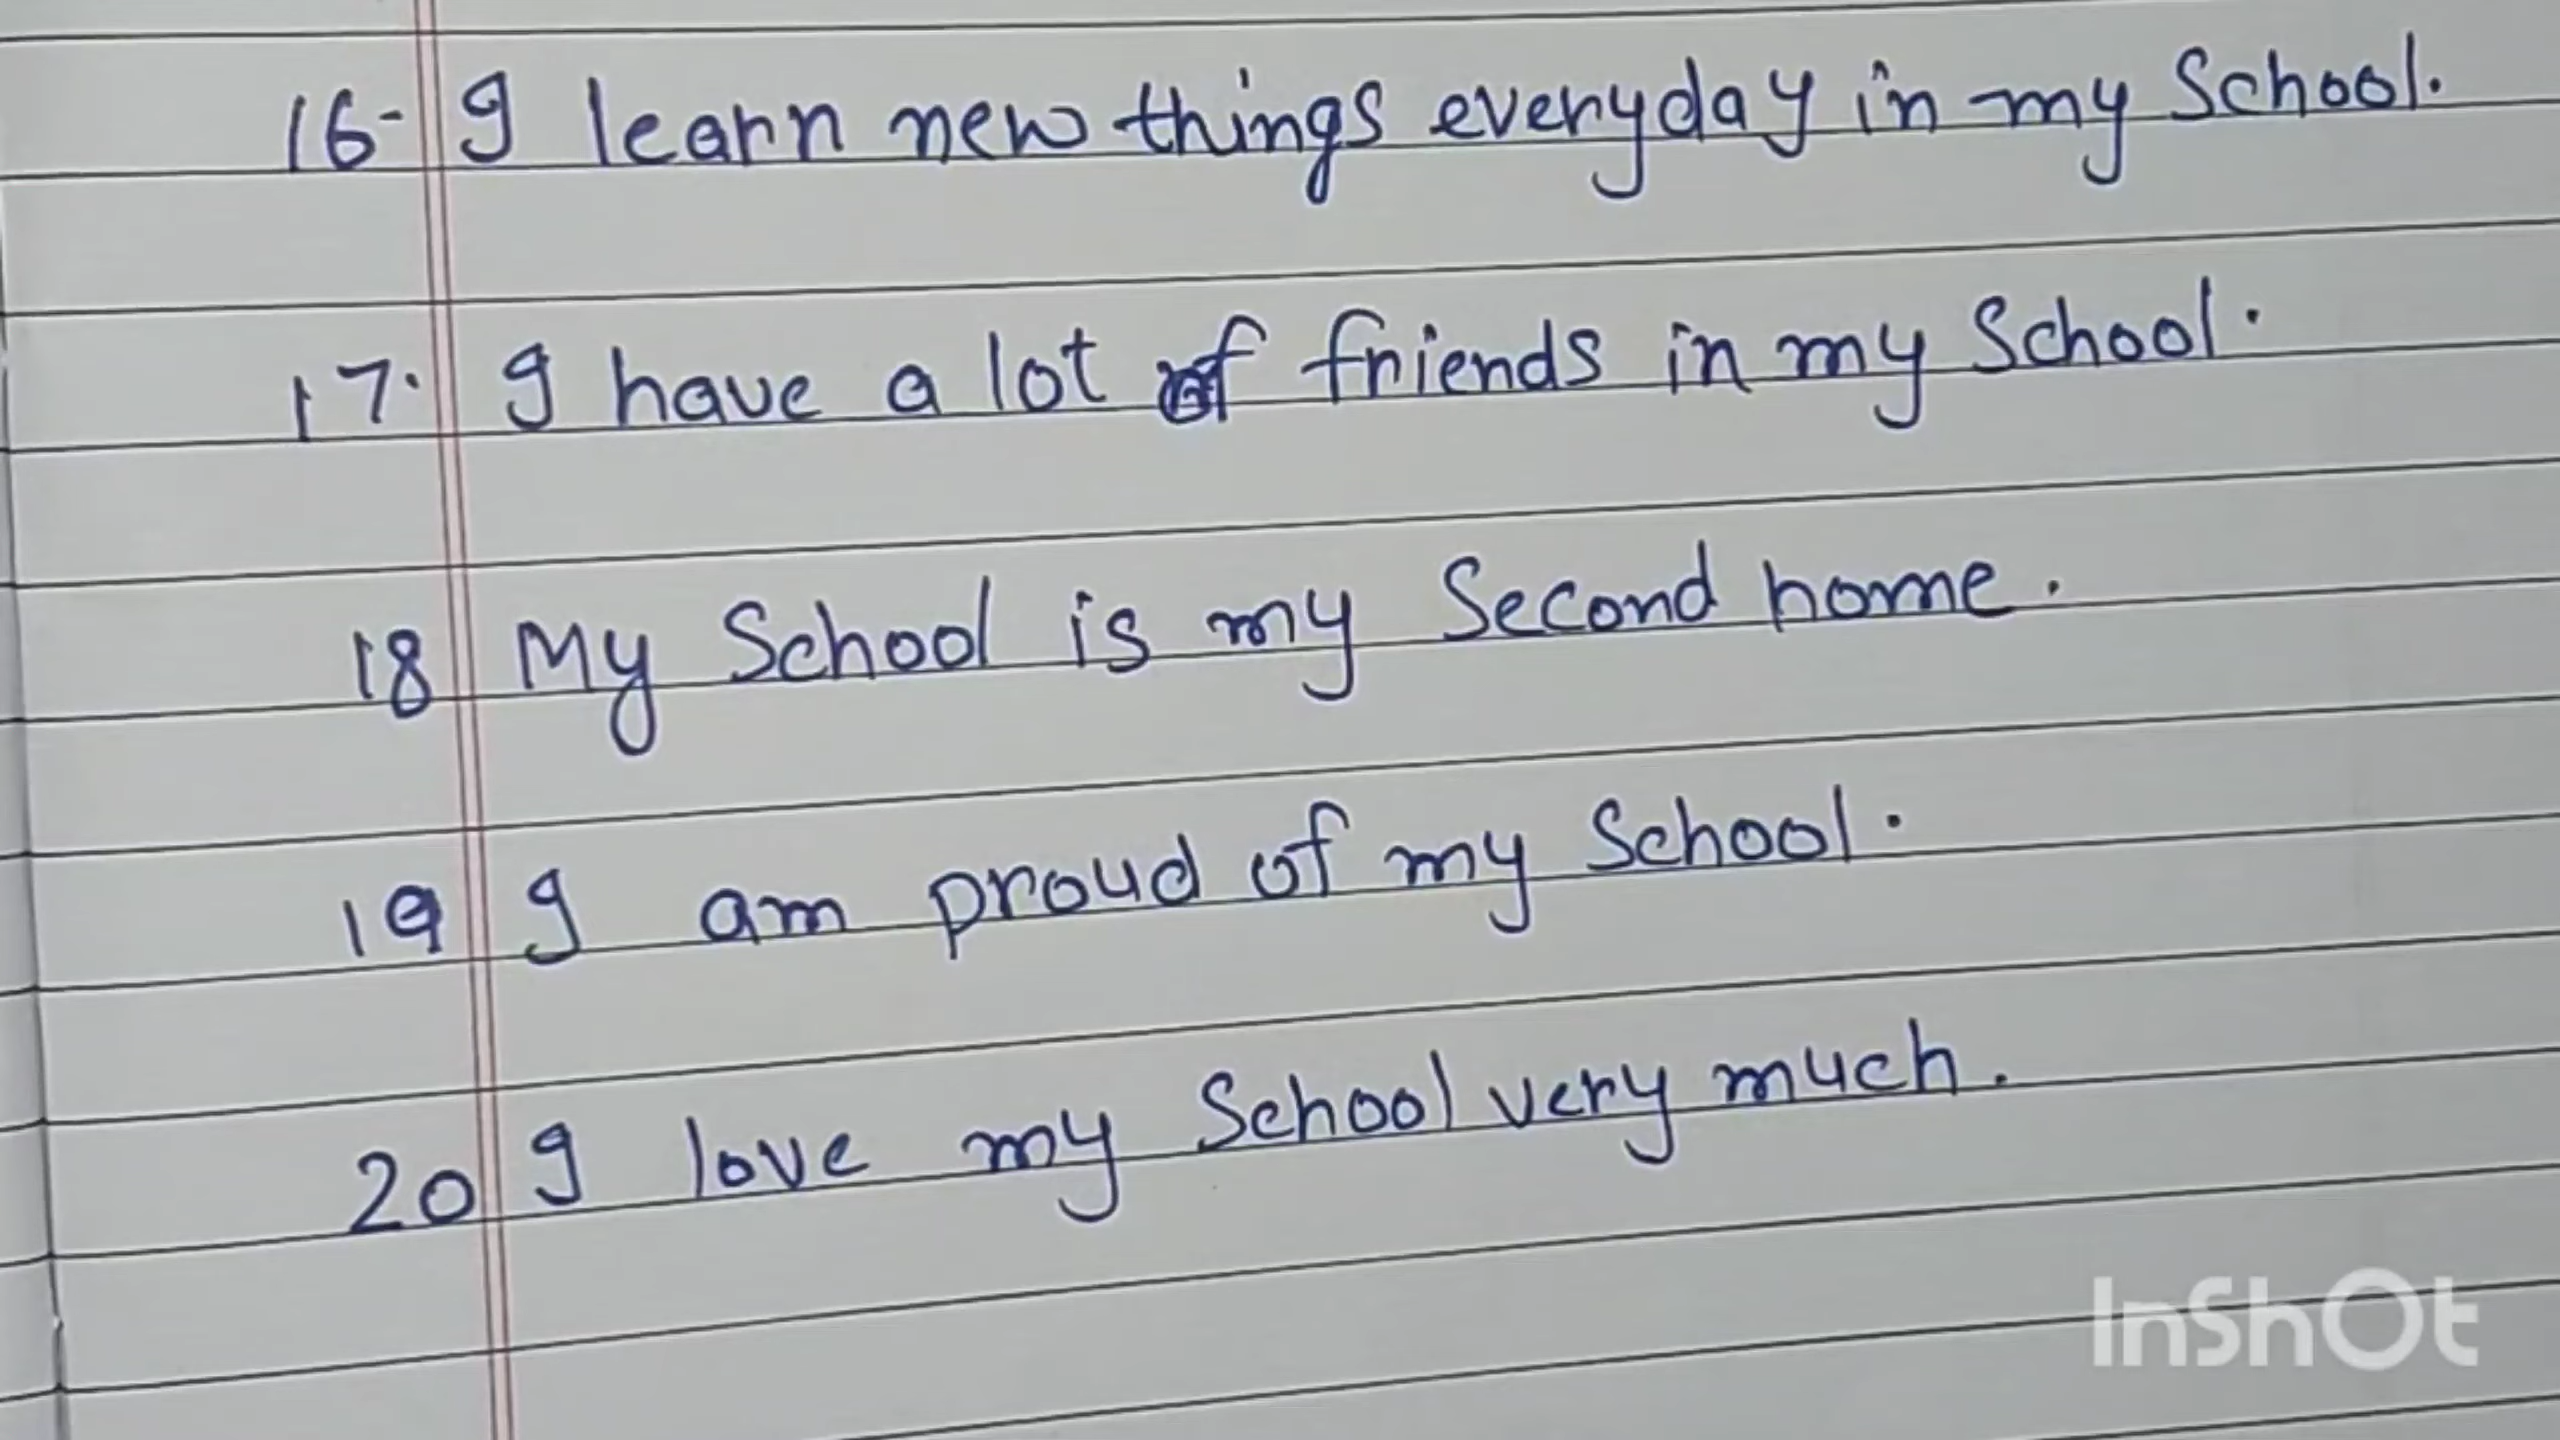 16- I learn new things everyday in my School.
17. I have a lot of friends in my School.
18 My School is my Second home.
19 I am proud of my School.
20 I love my School very much.
InShOt